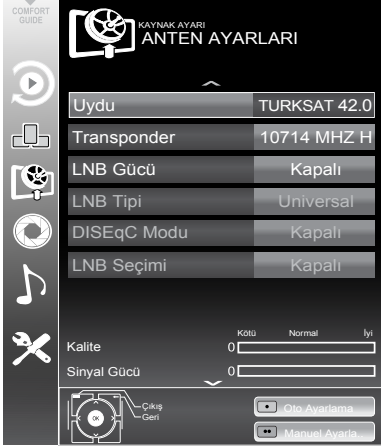 COMFORT
GUIDE
KAYNAK AYARI
ANTEN AYARLARI
Uydu TURKSAT 42.0
Transponder 10714 MHZ H
LNB Gücü Kapalı
LNB Tipi Universal
DISEqC Modu Kapalı
LNB Seçimi Kapalı
Kötü Normal İyi
Kalite 0
Sinyal Gücü 0
Çıkış
Geri
OK
Oto Ayarlama
Manuel Ayarla